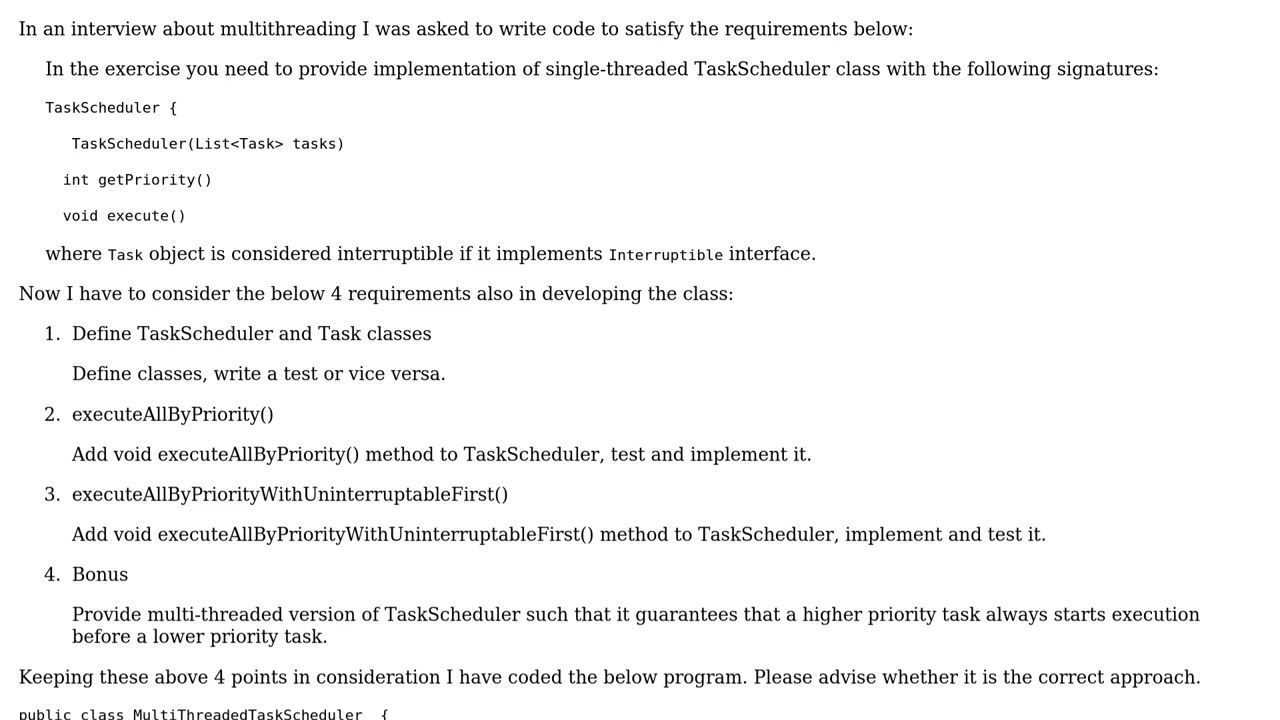 In an interview about multithreading I was asked to write code to satisfy the requirements below:
In the exercise you need to provide implementation of single-threaded TaskScheduler class with the following signatures:
TaskScheduler {
TaskScheduler(List<Task> tasks)
int getPriority()
void execute()
where Task object is considered interruptible if it implements Interruptible interface.
Now I have to consider the below 4 requirements also in developing the class:
1. Define TaskScheduler and Task classes
Define classes, write a test or vice versa.
2. executeAllByPriority()
Add void executeAllByPriority() method to TaskScheduler, test and implement it.
3. executeAllByPriorityWithUninterruptableFirst()
Add void executeAllByPriorityWithUninterruptableFirst() method to TaskScheduler, implement and test it.
4. Bonus
Provide multi-threaded version of TaskScheduler such that it guarantees that a higher priority task always starts execution
before a lower priority task.
Keeping these above 4 points in consideration I have coded the below program. Please advise whether it is the correct approach.
public class MultiThreadedTaskScheduler  {